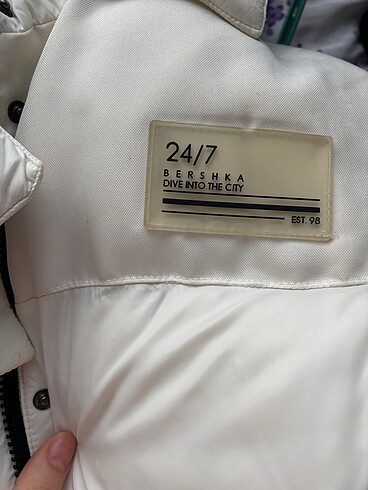 24/7
BERSHKA
DIVE INTO THE CITY
EST. 98